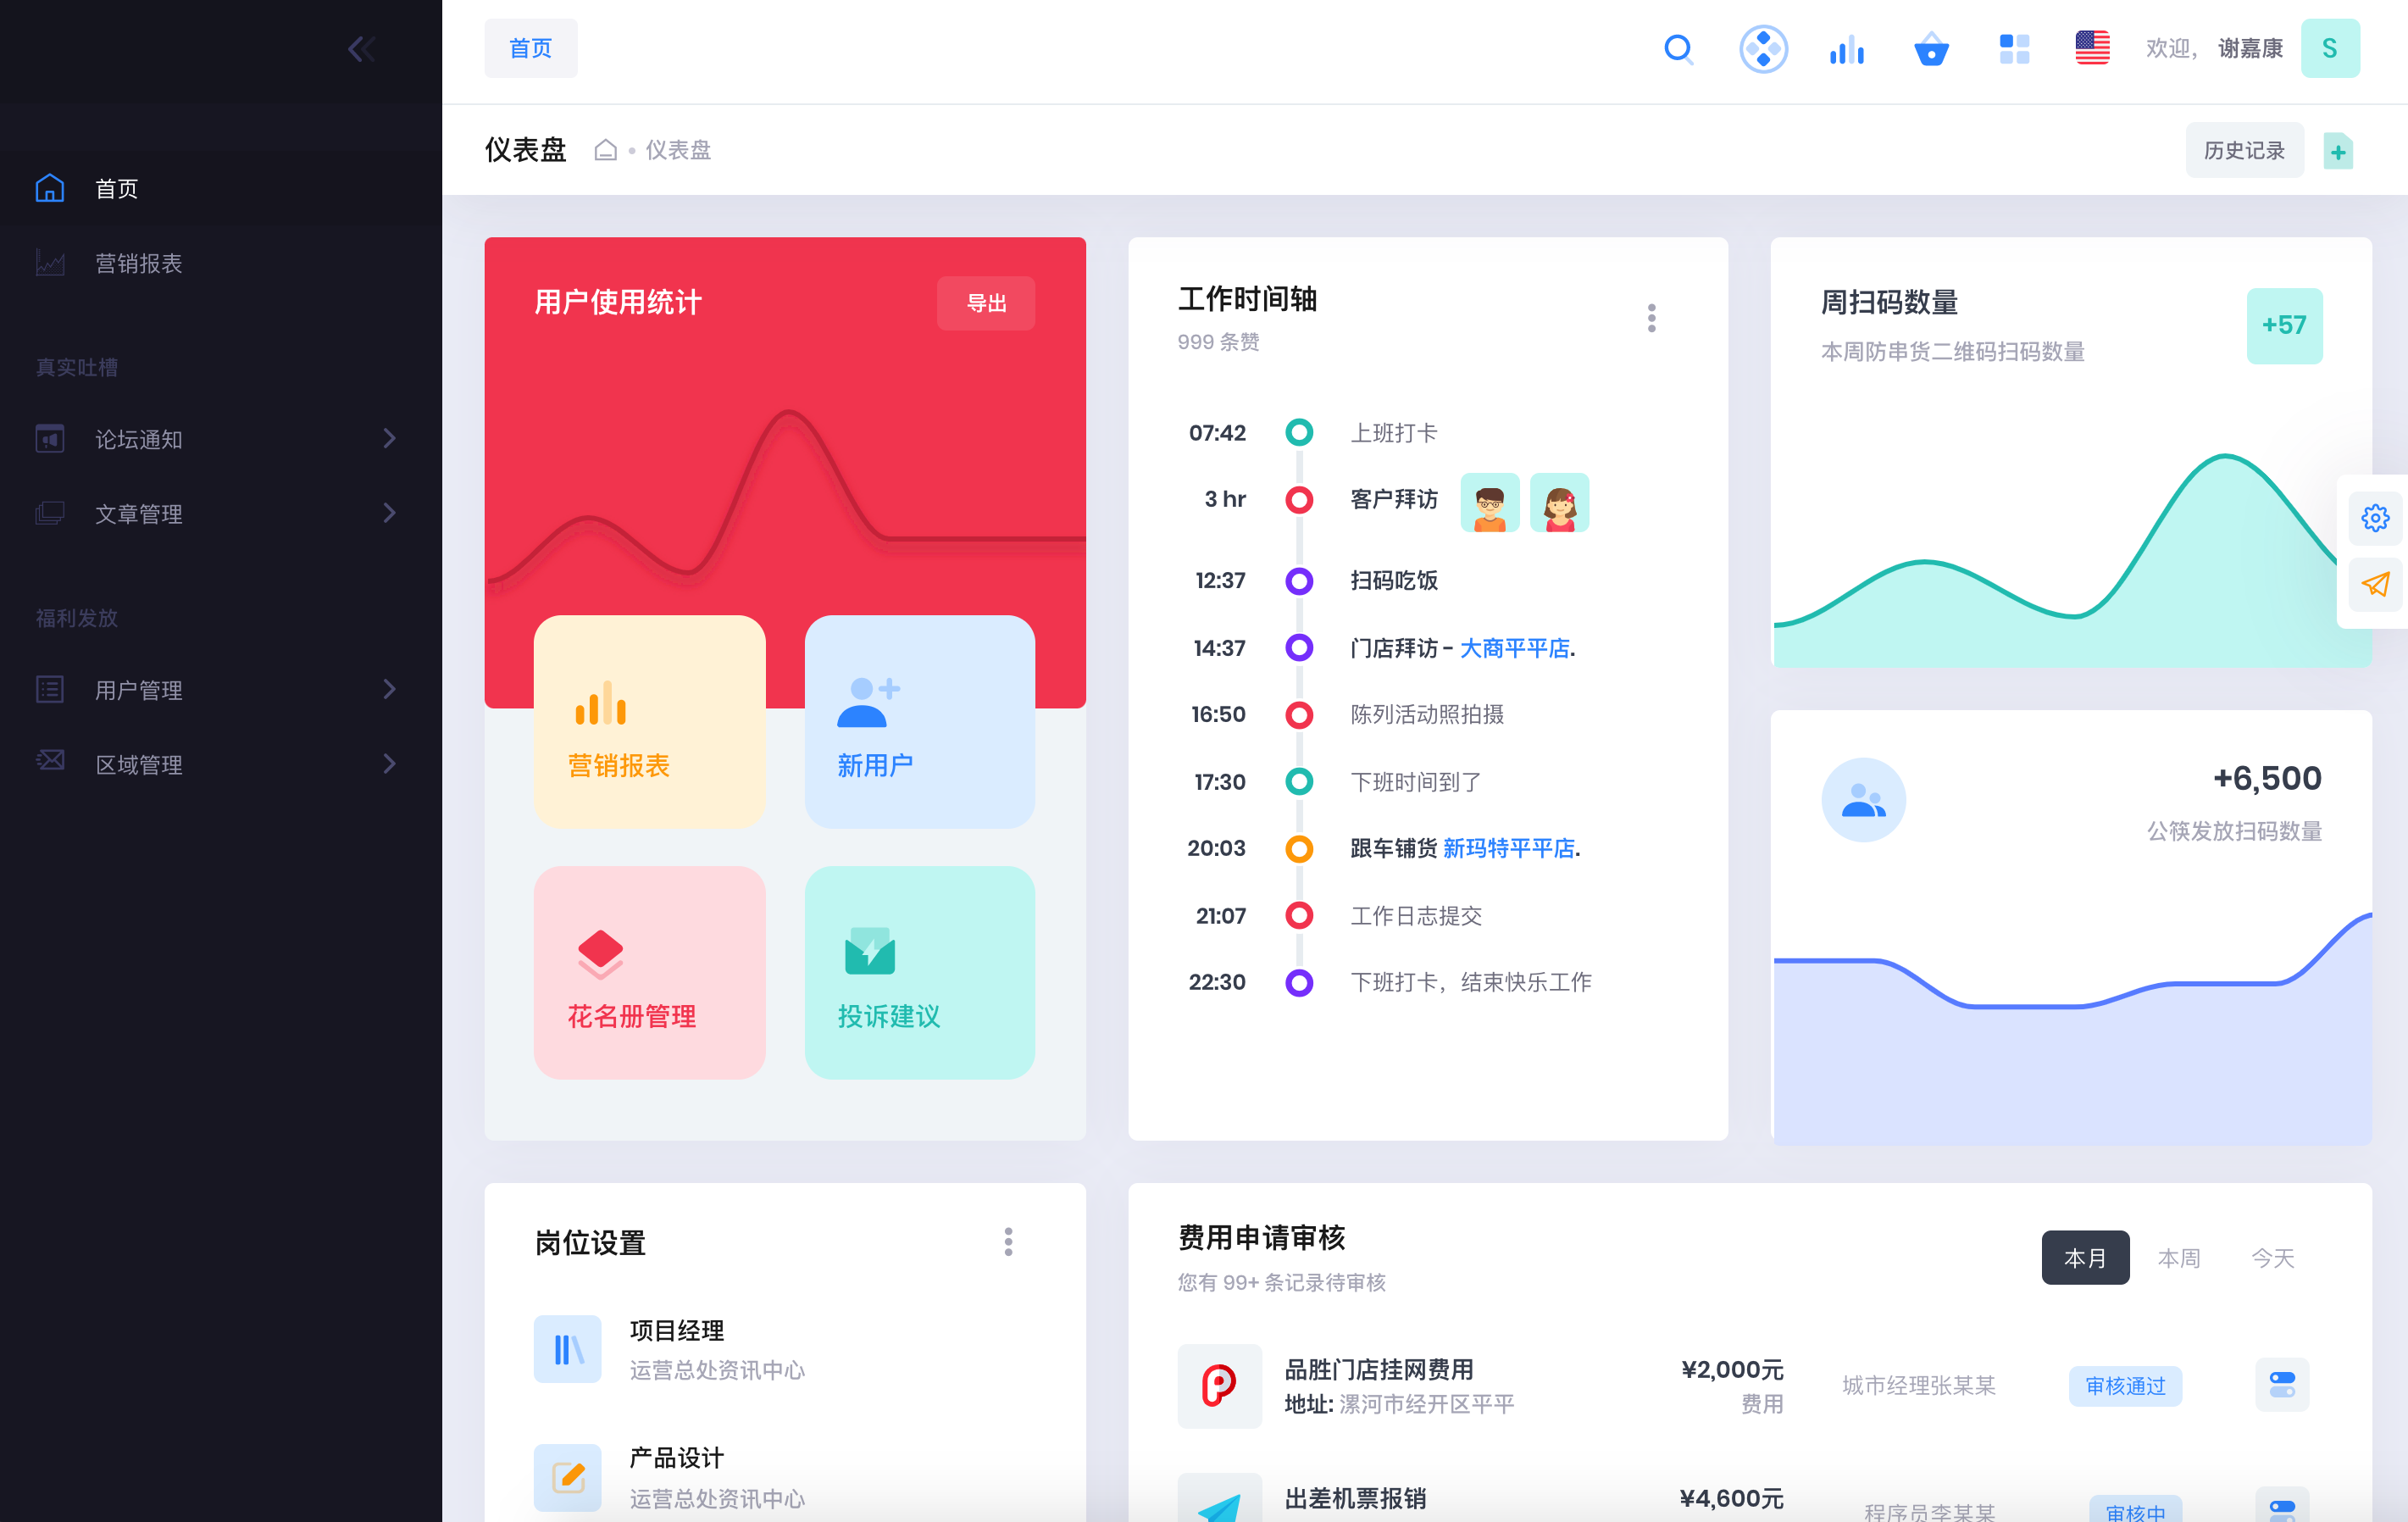 首页
营销报表
真实吐槽
论坛通知
文章管理
福利发放
用户管理
区域管理
首页
欢迎， 谢嘉康 S
仪表盘 仪表盘
历史记录
用户使用统计 导出
营销报表
新用户
花名册管理
投诉建议
工作时间轴
999 条赞
07:42 上班打卡
3 hr 客户拜访
12:37 扫码吃饭
14:37 门店拜访 - 大商平平店.
16:50 陈列活动照拍摄
17:30 下班时间到了
20:03 跟车铺货 新玛特平平店.
21:07 工作日志提交
22:30 下班打卡，结束快乐工作
周扫码数量
本周防串货二维码扫码数量
+57
+6,500
公筷发放扫码数量
岗位设置
项目经理
运营总处资讯中心
产品设计
运营总处资讯中心
费用申请审核
您有 99+ 条记录待审核
本月 本周 今天
品胜门店挂网费用
地址: 漯河市经开区平平
¥2,000元
费用
城市经理张某某
审核通过
出差机票报销
¥4,600元
程序员李某某
审核中